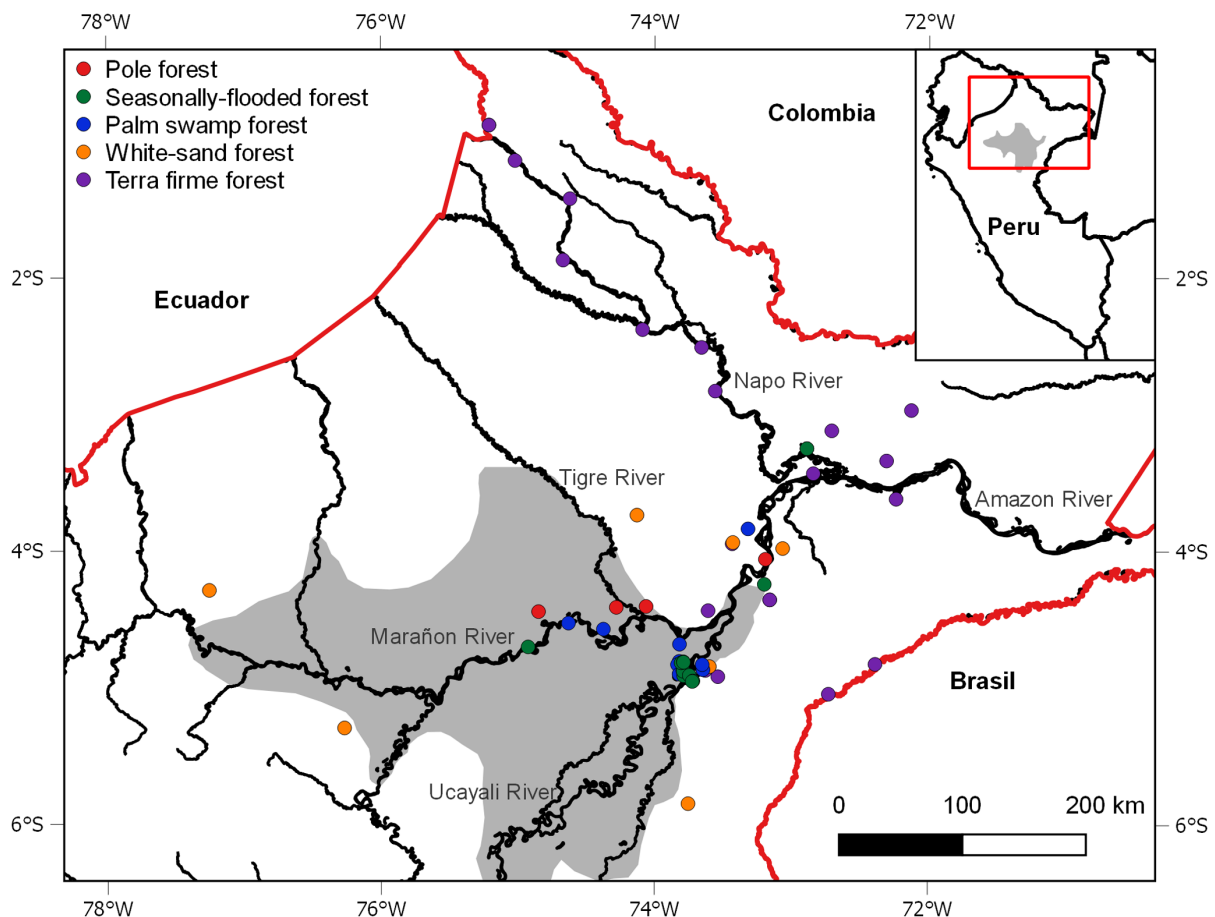 78°W 76°W 74°W 72°W
Pole forest
Seasonally-flooded forest
Palm swamp forest
White-sand forest
Terra firme forest
Colombia
Peru
2°S 2°S
Ecuador
Napo River
Tigre River
Amazon River
4°S 4°S
Marañon River
Brasil
Ucayali River
0 100 200 km
6°S 6°S
78°W 76°W 74°W 72°W